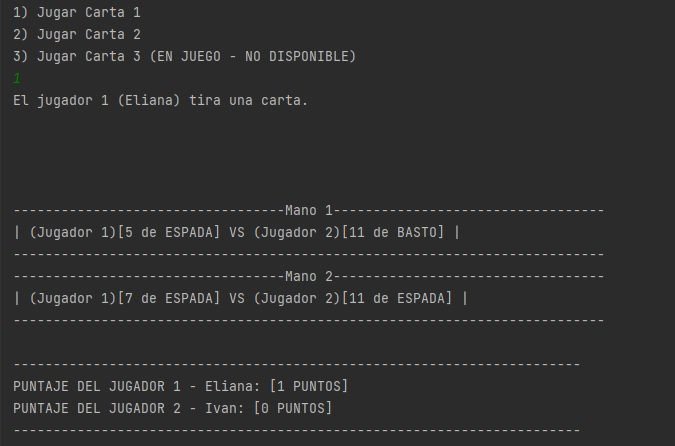 1) Jugar Carta 1
2) Jugar Carta 2
3) Jugar Carta 3 (EN JUEGO - NO DISPONIBLE)
1
El jugador 1 (Eliana) tira una carta.
----------------------------------Mano 1----------------------------------
| (Jugador 1)[5 de ESPADA] VS (Jugador 2)[11 de BASTO] |
--------------------------------------------------------------------------
----------------------------------Mano 2----------------------------------
| (Jugador 1)[7 de ESPADA] VS (Jugador 2)[11 de ESPADA] |
--------------------------------------------------------------------------
-----------------------------------------------------------------------
PUNTAJE DEL JUGADOR 1 - Eliana: [1 PUNTOS]
PUNTAJE DEL JUGADOR 2 - Ivan: [0 PUNTOS]
-----------------------------------------------------------------------